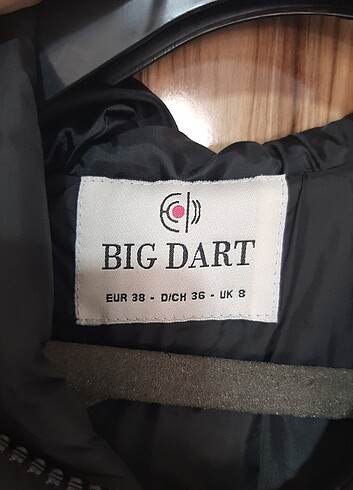 BIG DART
EUR 38 - D/CH 36 - UK 8